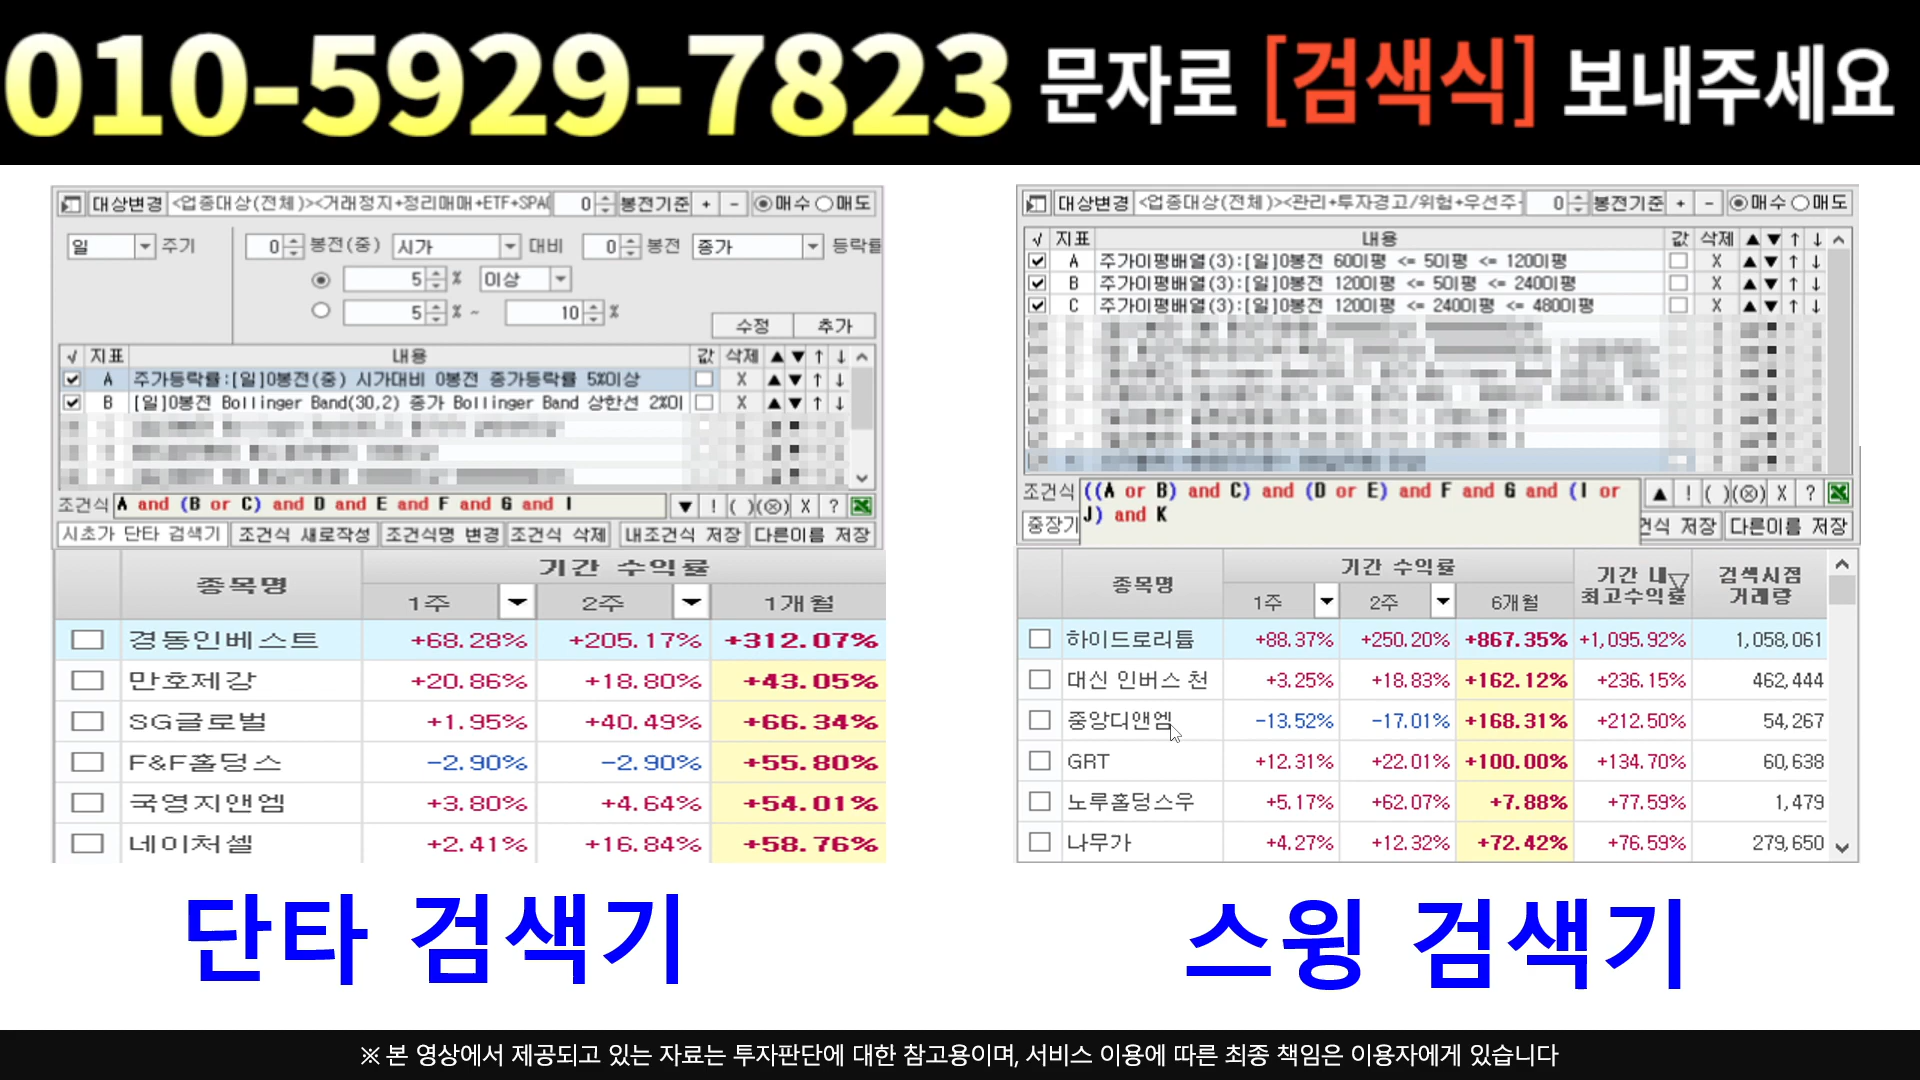 010-5929-7823 문자로 [검색식] 보내주세요
대상변경 <업종대상(전체)><거래정지+정리매매+ETF+SPA 0 봉전기준 + - 매수 매도
일 주기 0 봉전(중) 시가 대비 0 봉전 종가 등락률
5 % 이상
5 % ~ 10 %
수정 추가
√ 지표 내용 값 삭제 ▲ ▼ ↑ ↓
A 주가등락률:[일]0봉전(중) 시가대비 0봉전 종가등락률 5%이상 X ▲ ▼ ↑ ↓
B [일]0봉전 Bollinger Band(30,2) 종가 Bollinger Band 상한선 2%이 X ▲ ▼ ↑ ↓
조건식 A and (B or C) and D and E and F and G and I ▼ ! ( ) (⊗) X ?
시초가 단타 검색기 조건식 새로작성 조건식명 변경 조건식 삭제 내조건식 저장 다른이름 저장
종목명 기간 수익률
1주 2주 1개월
경동인베스트 +68.28% +205.17% +312.07%
만호제강 +20.86% +18.80% +43.05%
SG글로벌 +1.95% +40.49% +66.34%
F&F홀딩스 -2.90% -2.90% +55.80%
국영지앤엠 +3.80% +4.64% +54.01%
네이처셀 +2.41% +16.84% +58.76%
단타 검색기
대상변경 <업종대상(전체)><관리+투자경고/위험+우선주+ 0 봉전기준 + - 매수 매도
√ 지표 내용 값 삭제 ▲ ▼ ↑ ↓
A 주가이평배열(3):[일]0봉전 60이평 <= 5이평 <= 120이평 X ▲ ▼ ↑ ↓
B 주가이평배열(3):[일]0봉전 120이평 <= 5이평 <= 240이평 X ▲ ▼ ↑ ↓
C 주가이평배열(3):[일]0봉전 120이평 <= 240이평 <= 480이평 X ▲ ▼ ↑ ↓
조건식 ((A or B) and C) and (D or E) and F and G and (I or ▲ ! ( ) (⊗) X ?
J) and K
중장기 건식 저장 다른이름 저장
종목명 기간 수익률 기간 내 최고수익률 검색시점 거래량
1주 2주 6개월
하이드로리튬 +88.37% +250.20% +867.35% +1,095.92% 1,058,061
대신 인버스 천 +3.25% +18.83% +162.12% +236.15% 462,444
중앙디앤엠 -13.52% -17.01% +168.31% +212.50% 54,267
GRT +12.31% +22.01% +100.00% +134.70% 60,638
노루홀딩스우 +5.17% +62.07% +7.88% +77.59% 1,479
나무가 +4.27% +12.32% +72.42% +76.59% 279,650
스윙 검색기
※ 본 영상에서 제공되고 있는 자료는 투자판단에 대한 참고용이며, 서비스 이용에 따른 최종 책임은 이용자에게 있습니다